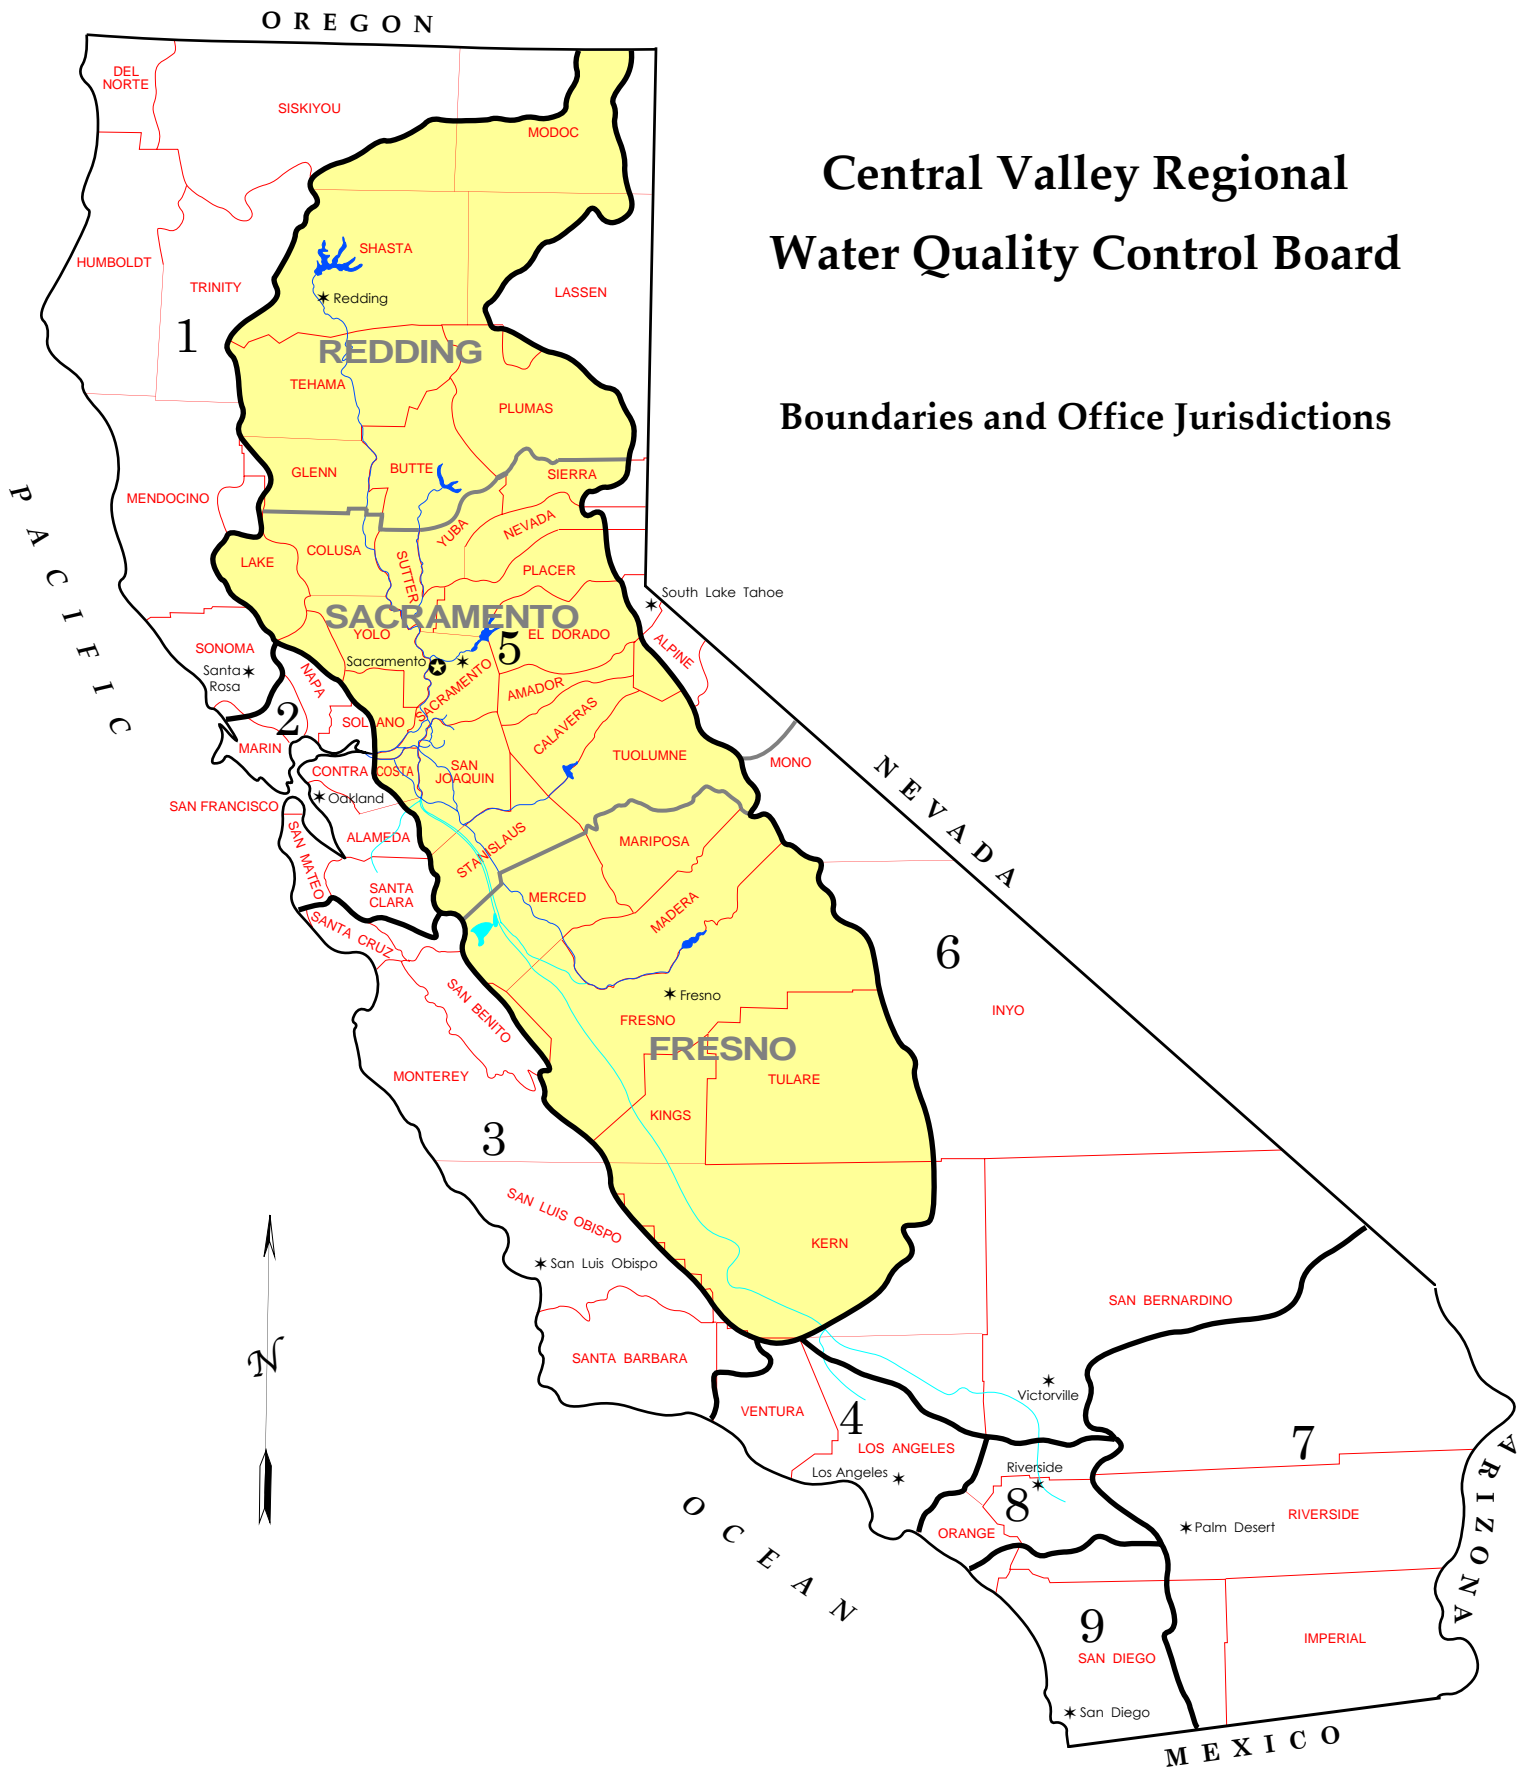 OREGON
DEL
NORTE
SISKIYOU
MODOC
Central Valley Regional
Water Quality Control Board
Boundaries and Office Jurisdictions
HUMBOLDT
TRINITY
SHASTA
Redding
LASSEN
1
REDDING
TEHAMA
PLUMAS
GLENN
BUTTE
SIERRA
MENDOCINO
PACIFIC
LAKE
COLUSA
SUTTER
YUBA
NEVADA
PLACER
South Lake Tahoe
SACRAMENTO
YOLO
5
EL DORADO
ALPINE
SONOMA
Santa
Rosa
NAPA
Sacramento
SACRAMENTO
AMADOR
2
SOLANO
CALAVERAS
MARIN
CONTRA COSTA
SAN
JOAQUIN
TUOLUMNE
MONO
NEVADA
SAN FRANCISCO
Oakland
ALAMEDA
SAN MATEO
STANISLAUS
MARIPOSA
SANTA
CLARA
MERCED
MADERA
SANTA CRUZ
6
SAN BENITO
Fresno
FRESNO
INYO
FRESNO
MONTEREY
TULARE
KINGS
3
SAN LUIS OBISPO
San Luis Obispo
KERN
SAN BERNARDINO
N
SANTA BARBARA
Victorville
VENTURA
4
LOS ANGELES
Los Angeles
7
ARIZONA
Riverside
8
RIVERSIDE
Palm Desert
ORANGE
OCEAN
9
SAN DIEGO
IMPERIAL
San Diego
MEXICO